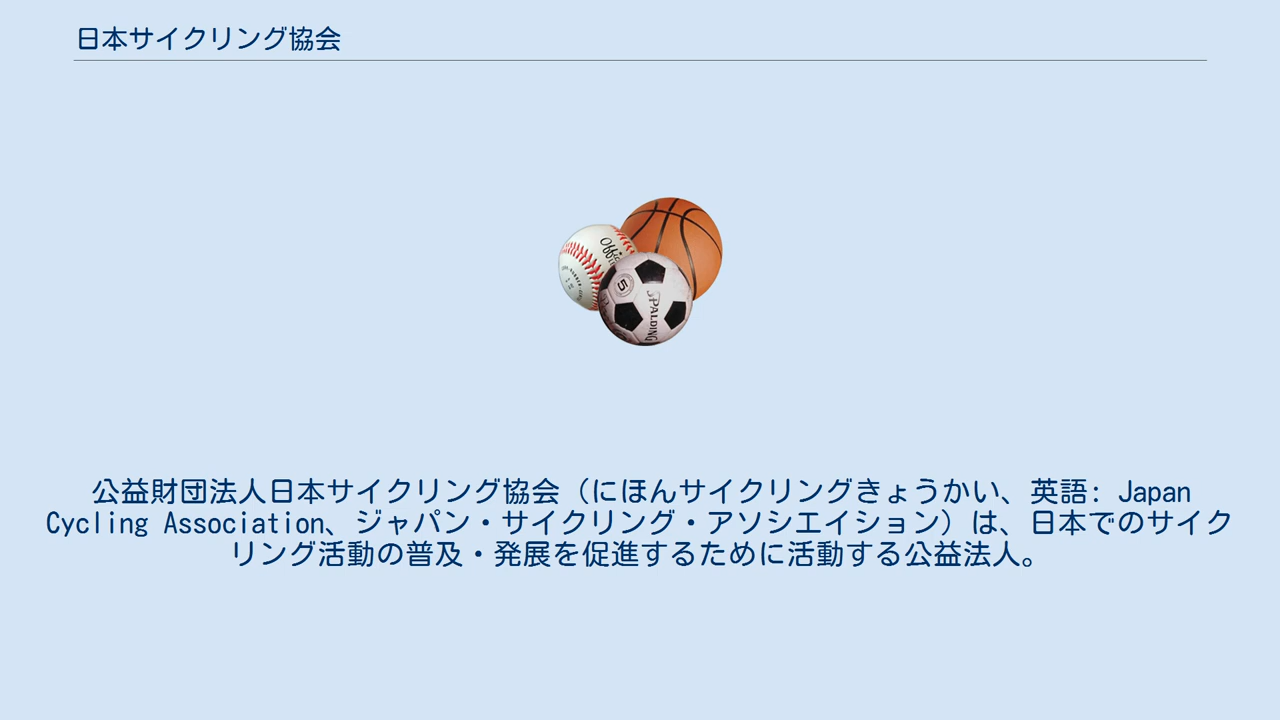 日本サイクリング協会
Offic
5
SPALDING
公益財団法人日本サイクリング協会（にほんサイクリングきょうかい、英語: Japan
Cycling Association、ジャパン・サイクリング・アソシエイション）は、日本でのサイク
リング活動の普及・発展を促進するために活動する公益法人。